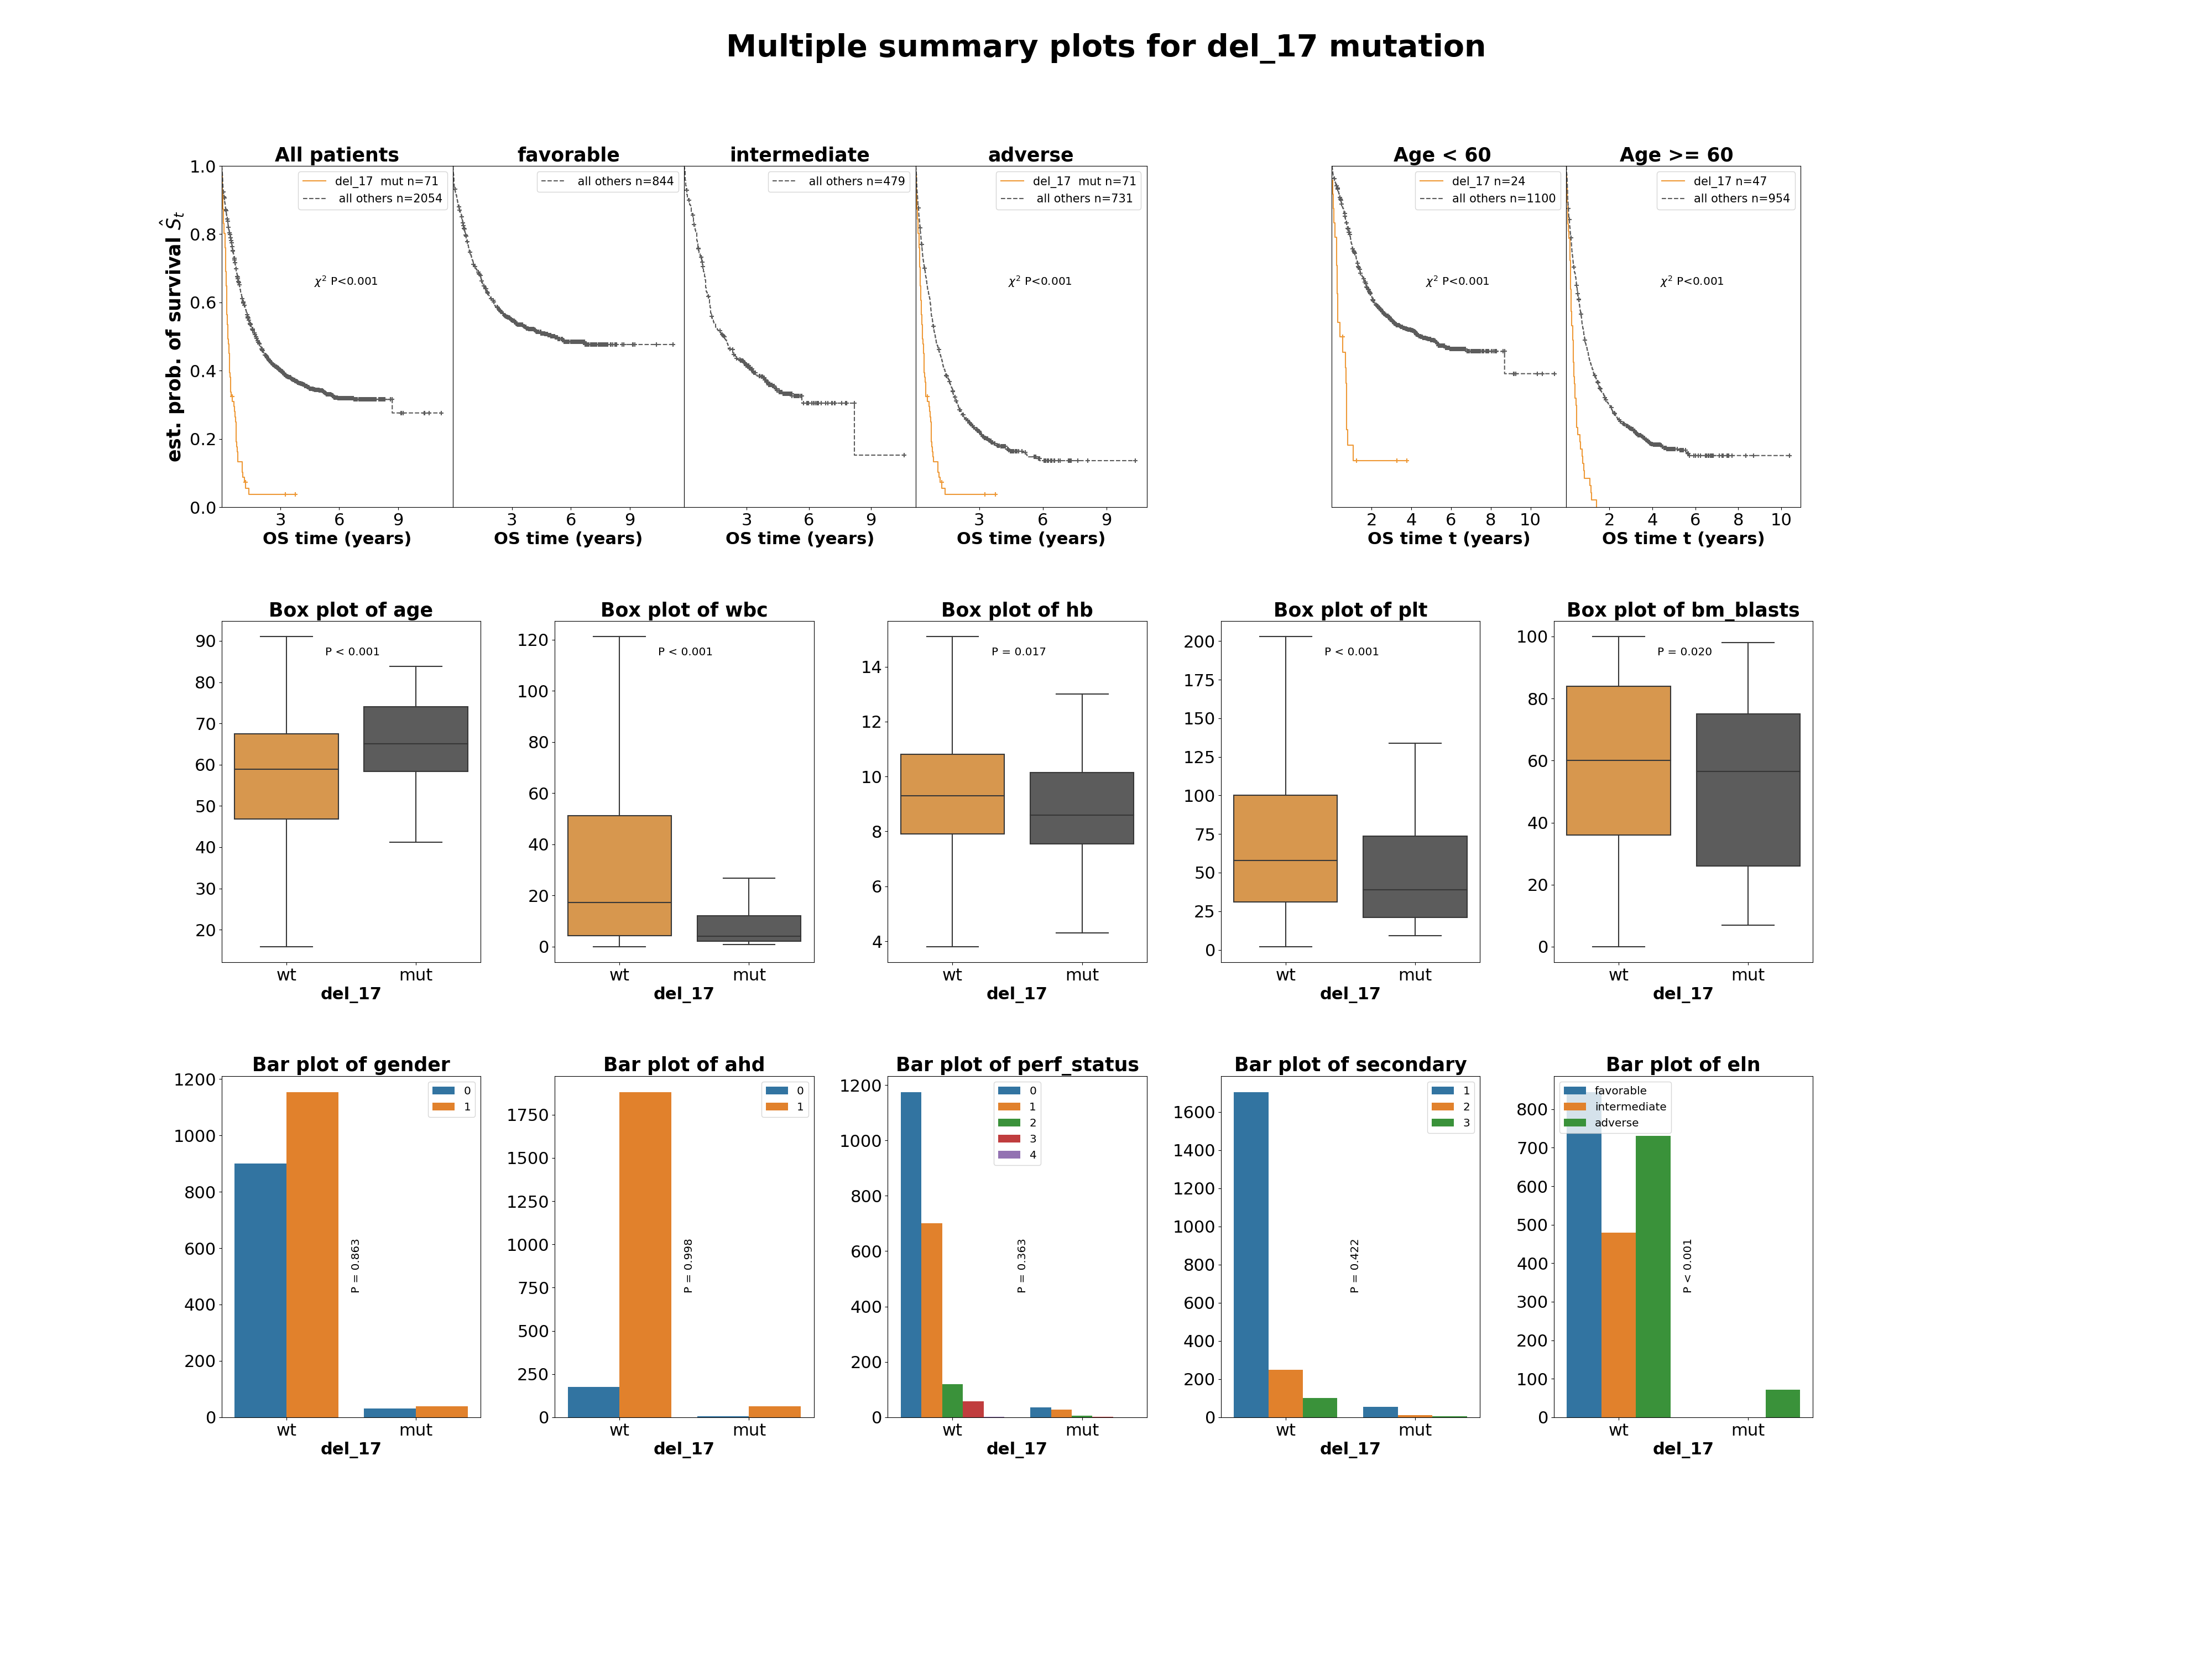 Multiple summary plots for del_17 mutation
All patients
favorable
intermediate
adverse
Age < 60
Age >= 60
est. prob. of survival Ŝt
1.0
0.8
0.6
0.4
0.2
0.0
del_17  mut n=71
all others n=2054
χ² P<0.001
3 6 9
OS time (years)
all others n=844
3 6 9
OS time (years)
all others n=479
3 6 9
OS time (years)
del_17  mut n=71
all others n=731
χ² P<0.001
3 6 9
OS time (years)
del_17 n=24
all others n=1100
χ² P<0.001
2 4 6 8 10
OS time t (years)
del_17 n=47
all others n=954
χ² P<0.001
2 4 6 8 10
OS time t (years)
Box plot of age
P < 0.001
90
80
70
60
50
40
30
20
wt mut
del_17
Box plot of wbc
P < 0.001
120
100
80
60
40
20
0
wt mut
del_17
Box plot of hb
P = 0.017
14
12
10
8
6
4
wt mut
del_17
Box plot of plt
P < 0.001
200
175
150
125
100
75
50
25
0
wt mut
del_17
Box plot of bm_blasts
P = 0.020
100
80
60
40
20
0
wt mut
del_17
Bar plot of gender
0
1
1200
1000
800
600
400
200
0
P = 0.863
wt mut
del_17
Bar plot of ahd
0
1
1750
1500
1250
1000
750
500
250
0
P = 0.998
wt mut
del_17
Bar plot of perf_status
0
1
2
3
4
1200
1000
800
600
400
200
0
P = 0.363
wt mut
del_17
Bar plot of secondary
1
2
3
1600
1400
1200
1000
800
600
400
200
0
P = 0.422
wt mut
del_17
Bar plot of eln
favorable
intermediate
adverse
800
700
600
500
400
300
200
100
0
P < 0.001
wt mut
del_17